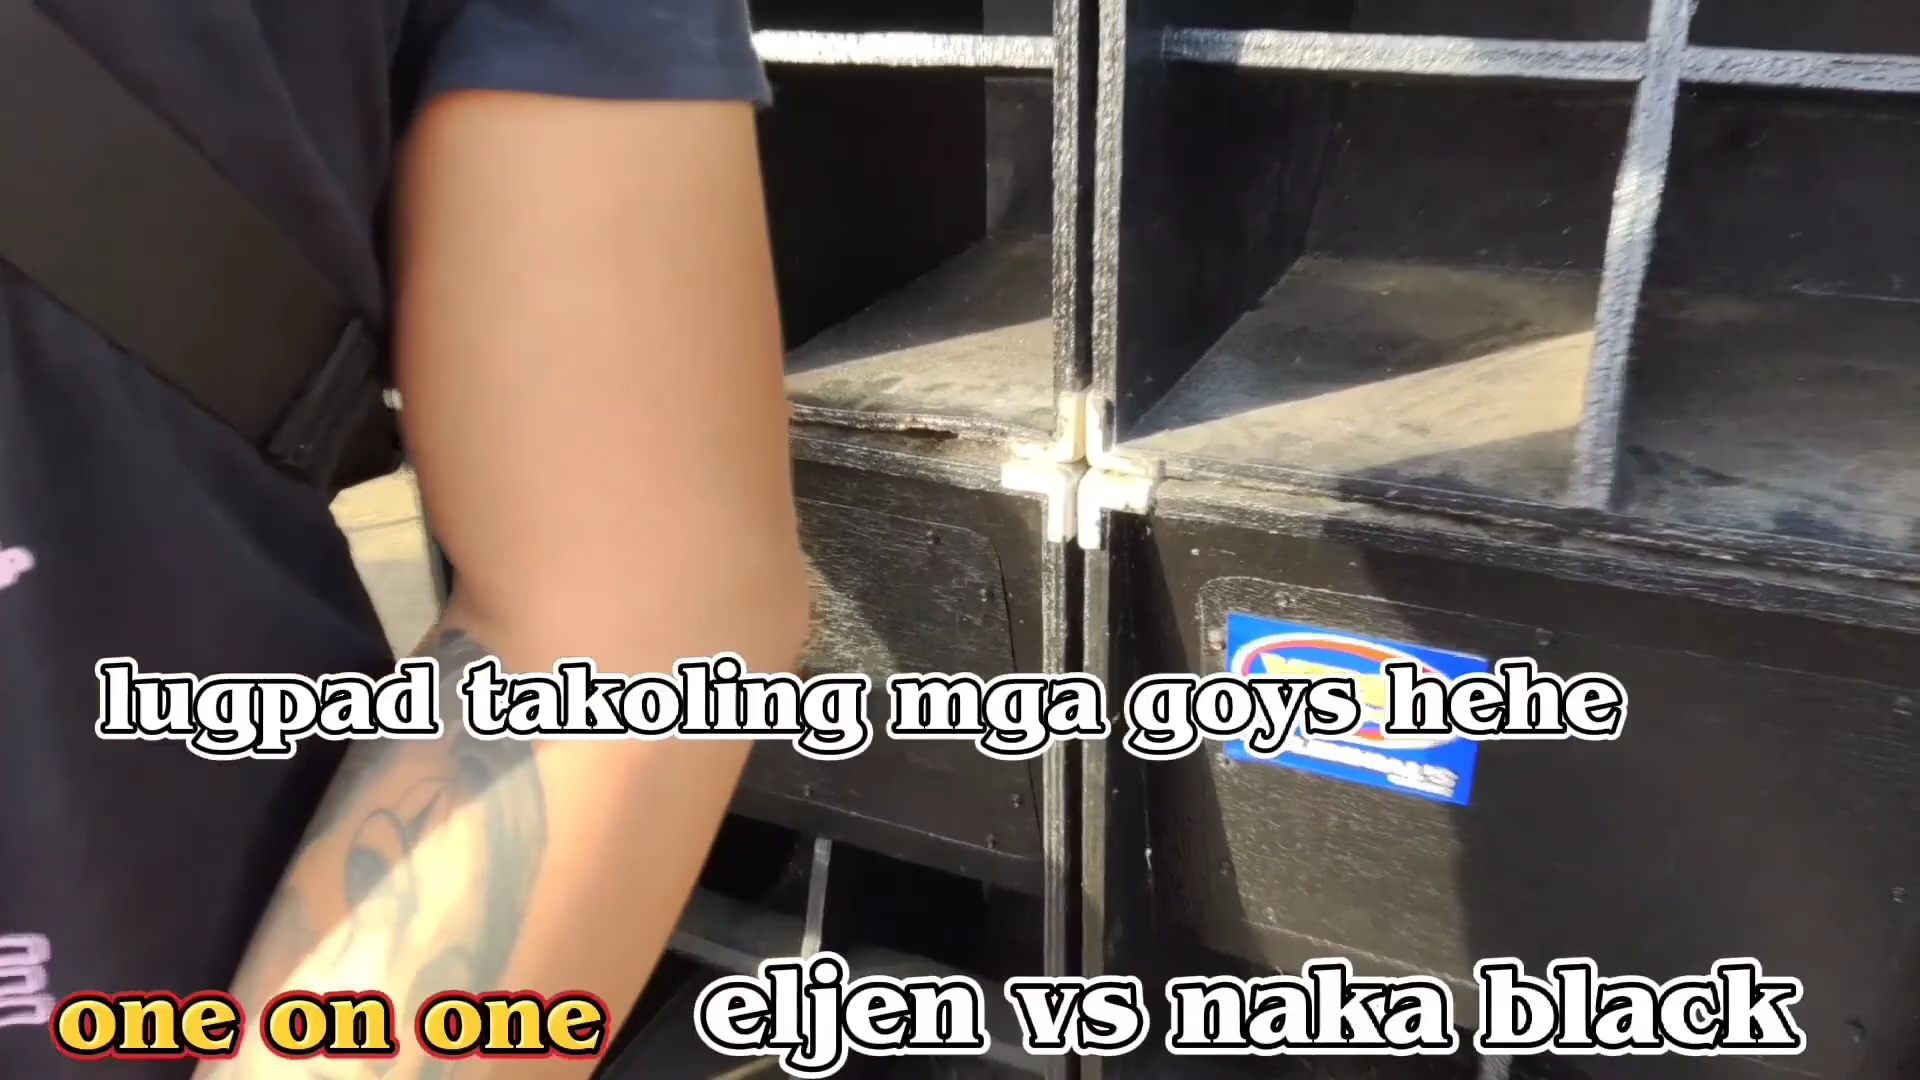 lugpad takoling mga goys hehe
one on one
eljen vs naka black